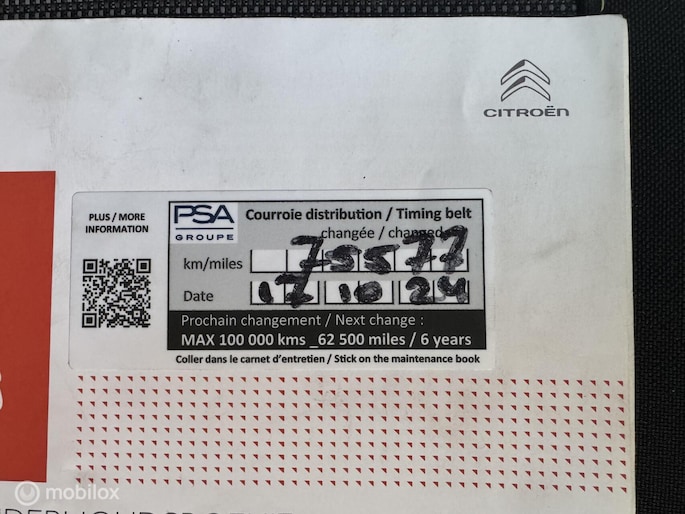 CITROËN
PLUS / MORE
INFORMATION
PSA
GROUPE
Courroie distribution / Timing belt
changée / changed
km/miles 75577
Date 17 10 24
Prochain changement / Next change :
MAX 100 000 kms _62 500 miles / 6 years
Coller dans le carnet d'entretien / Stick on the maintenance book
mobilox